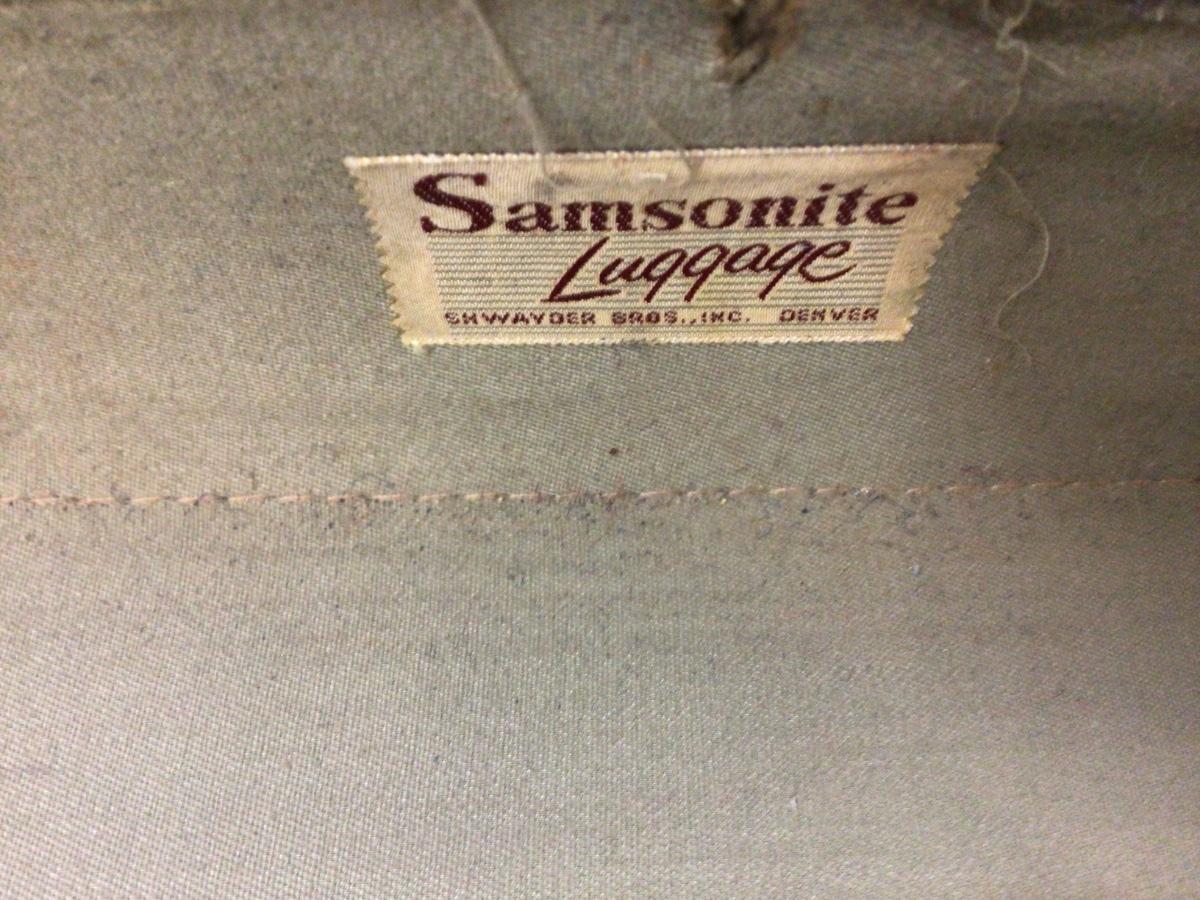 Samsonite
Luggage
SHWAYDER BROS., INC. DENVER